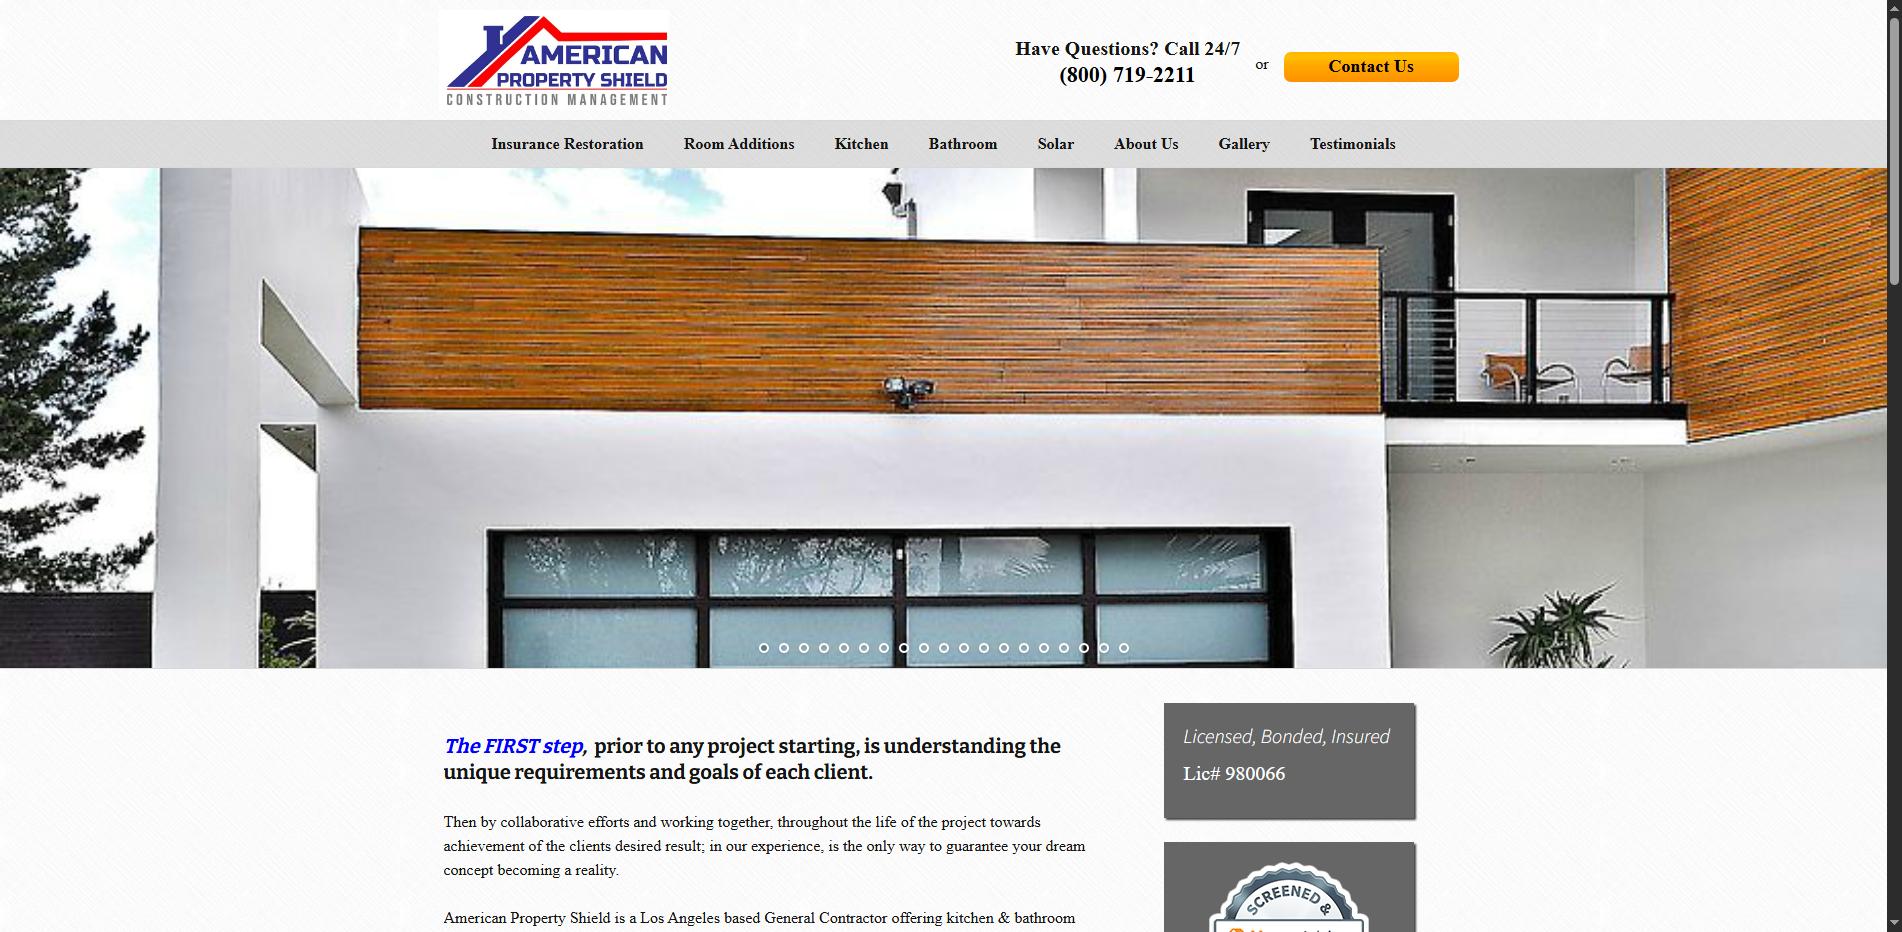 AMERICAN
PROPERTY SHIELD
CONSTRUCTION MANAGEMENT
Have Questions? Call 24/7
(800) 719-2211
or
Contact Us
Insurance Restoration
Room Additions
Kitchen
Bathroom
Solar
About Us
Gallery
Testimonials
The FIRST step, prior to any project starting, is understanding the
unique requirements and goals of each client.
Then by collaborative efforts and working together, throughout the life of the project towards
achievement of the clients desired result; in our experience, is the only way to guarantee your dream
concept becoming a reality.
American Property Shield is a Los Angeles based General Contractor offering kitchen & bathroom
Licensed, Bonded, Insured
Lic# 980066
SCREENED &